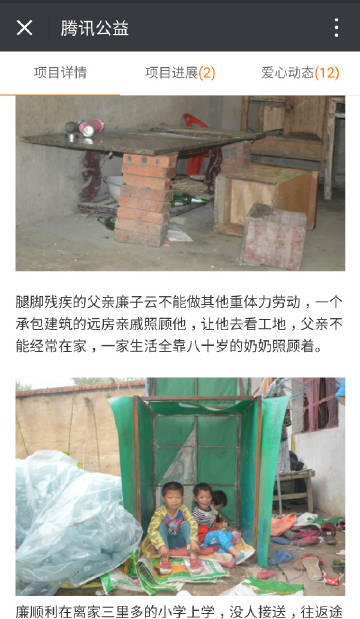 腾讯公益
项目详情 项目进展(2) 爱心动态(12)
腿脚残疾的父亲廉子云不能做其他重体力劳动，一个
承包建筑的远房亲戚照顾他，让他去看工地，父亲不
能经常在家，一家生活全靠八十岁的奶奶照顾着。
廉顺利在离家三里多的小学上学，没人接送，往返途